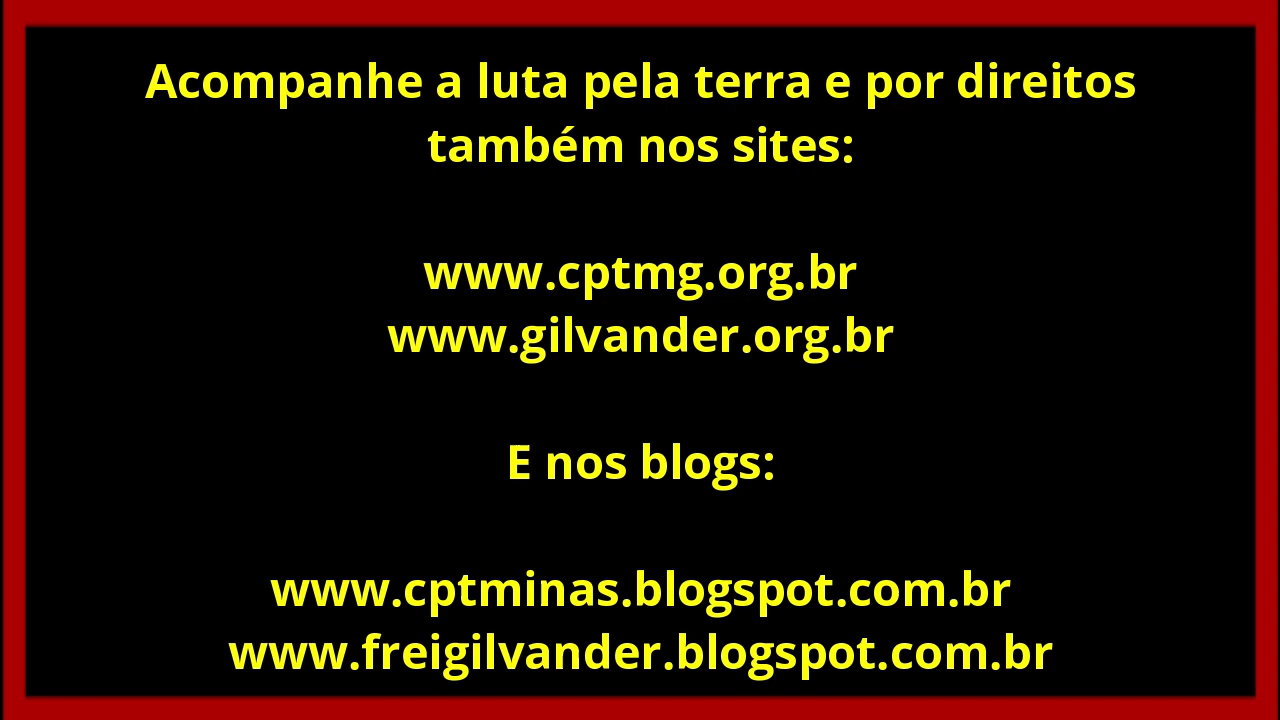 Acompanhe a luta pela terra e por direitos
também nos sites:
www.cptmg.org.br
www.gilvander.org.br
E nos blogs:
www.cptminas.blogspot.com.br
www.freigilvander.blogspot.com.br